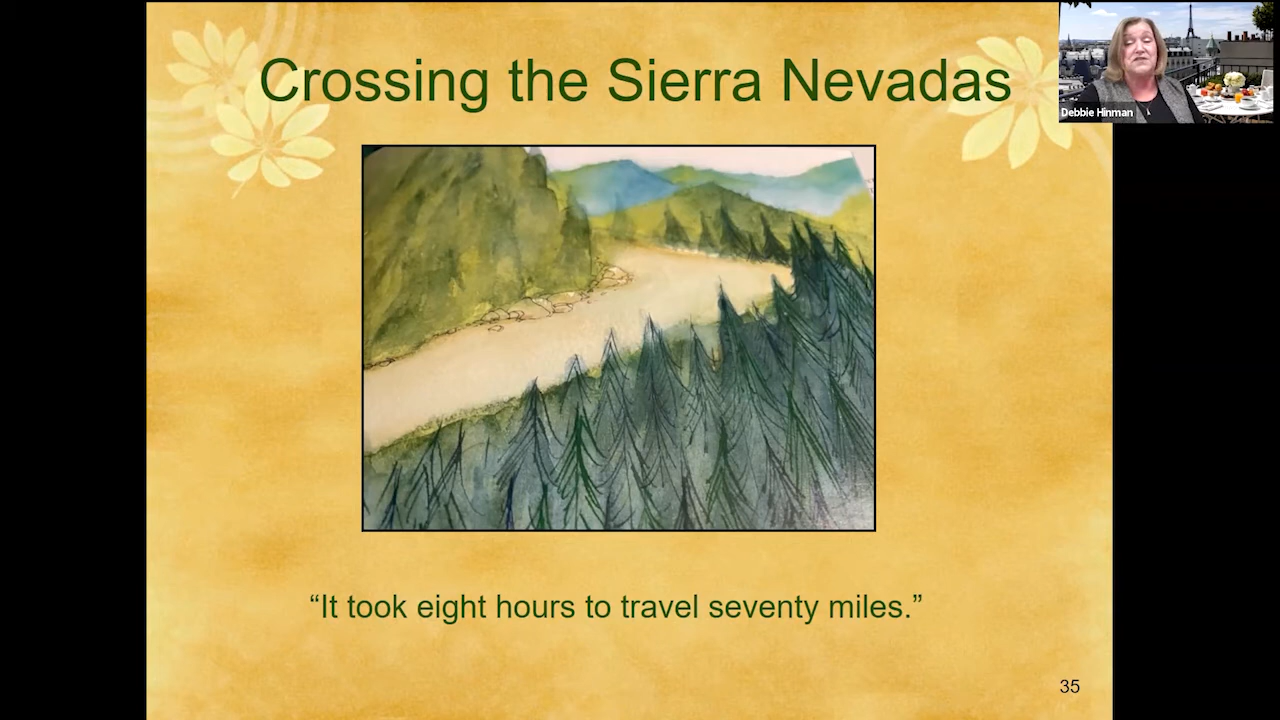 Crossing the Sierra Nevadas
Debbie Hinman
“It took eight hours to travel seventy miles.”
35